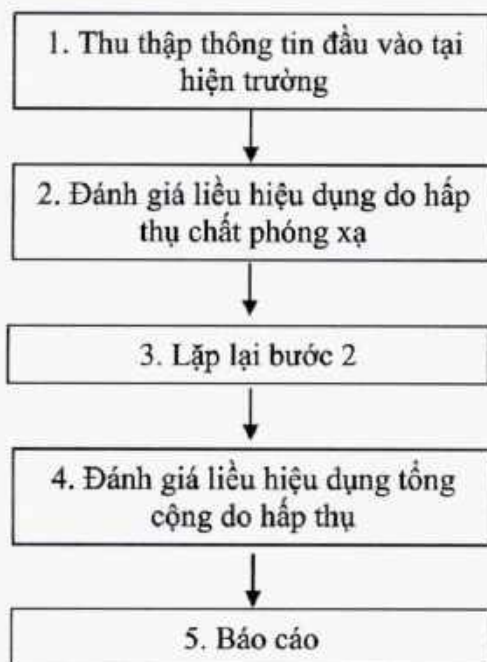 1. Thu thập thông tin đầu vào tại
hiện trường
2. Đánh giá liều hiệu dụng do hấp
thụ chất phóng xạ
3. Lặp lại bước 2
4. Đánh giá liều hiệu dụng tổng
cộng do hấp thụ
5. Báo cáo